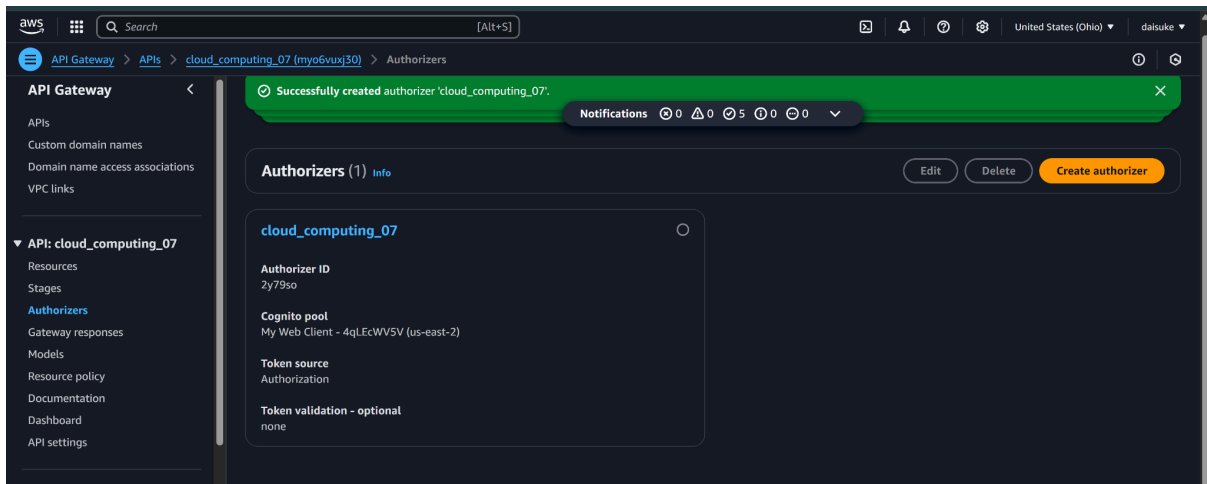 aws
Search
[Alt+S]
United States (Ohio)
daisuke
API Gateway > APIs > cloud_computing_07 (myo6vuxj30) > Authorizers
API Gateway
APIs
Custom domain names
Domain name access associations
VPC links
API: cloud_computing_07
Resources
Stages
Authorizers
Gateway responses
Models
Resource policy
Documentation
Dashboard
API settings
Successfully created authorizer 'cloud_computing_07'.
Notifications 0 0 5 0 0
Authorizers (1) Info
Edit
Delete
Create authorizer
cloud_computing_07
Authorizer ID
2y79so
Cognito pool
My Web Client - 4qLEcWV5V (us-east-2)
Token source
Authorization
Token validation - optional
none